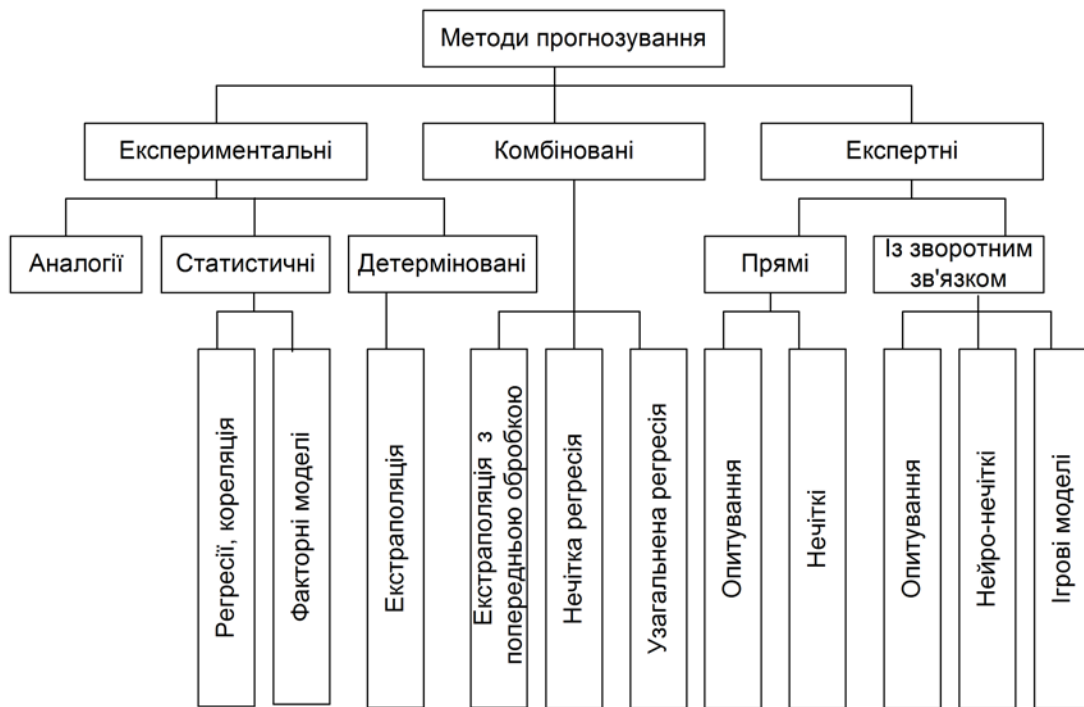 Методи прогнозування
Експериментальні
Комбіновані
Експертні
Аналогії
Статистичні
Детерміновані
Прямі
Із зворотним
зв'язком
Регресії, кореляція
Факторні моделі
Екстраполяція
Екстраполяція з
попередньою обробкою
Нечітка регресія
Узагальнена регресія
Опитування
Нечіткі
Опитування
Нейро-нечіткі
Ігрові моделі